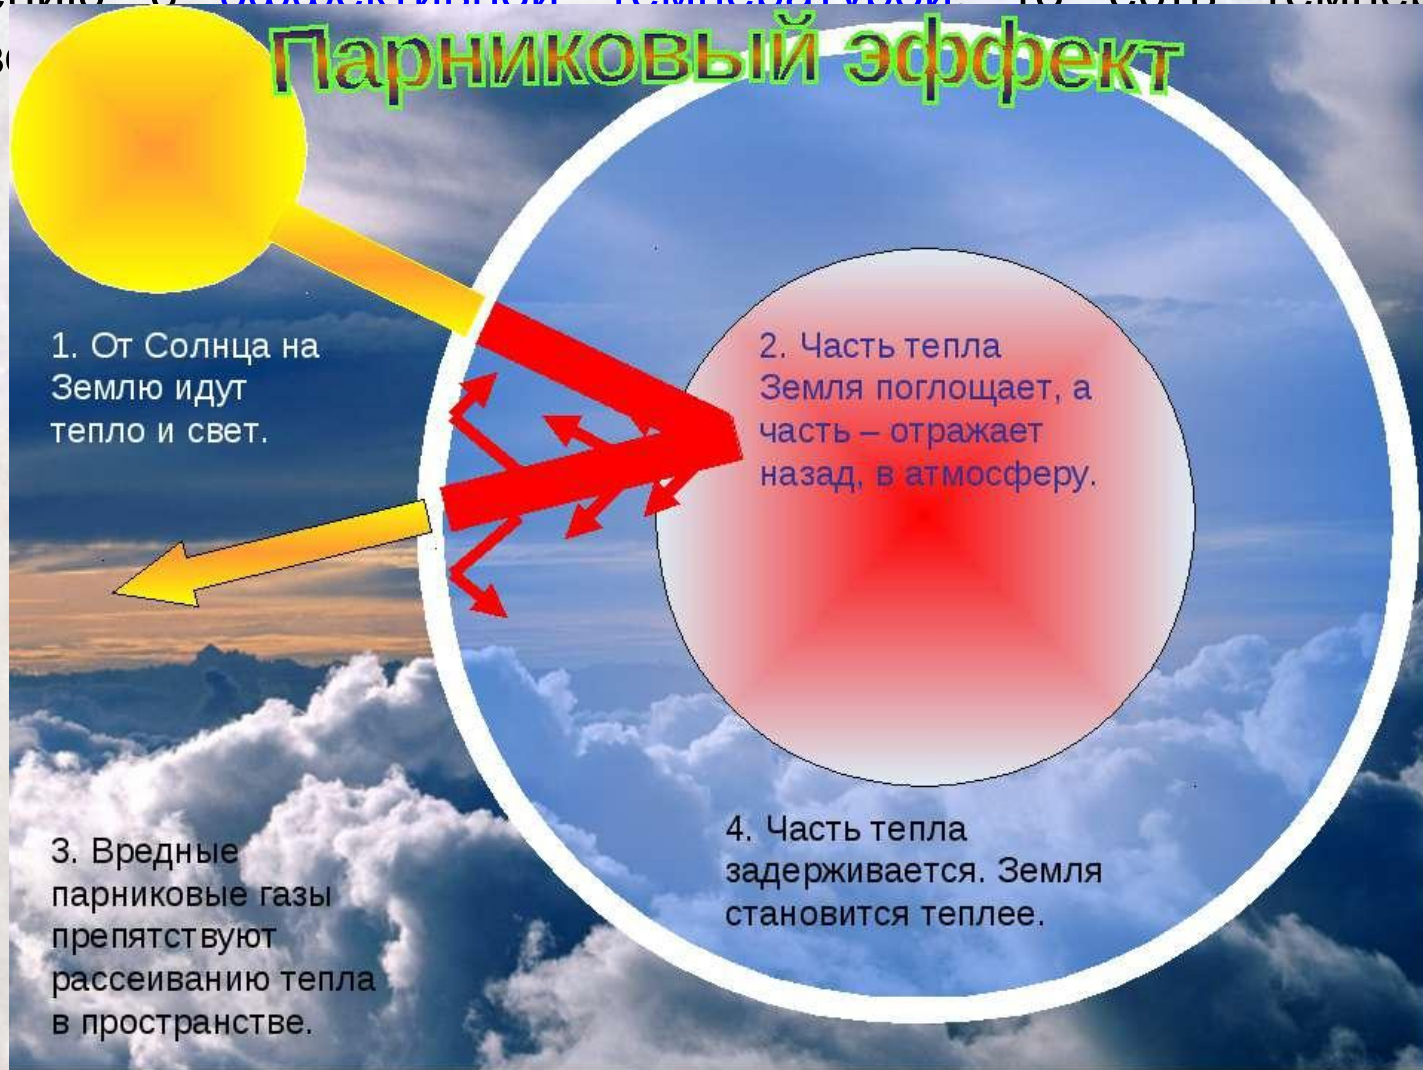 Парниковый эффект
1. От Солнца на
Землю идут
тепло и свет.
2. Часть тепла
Земля поглощает, а
часть – отражает
назад, в атмосферу.
3. Вредные
парниковые газы
препятствуют
рассеиванию тепла
в пространстве.
4. Часть тепла
задерживается. Земля
становится теплее.